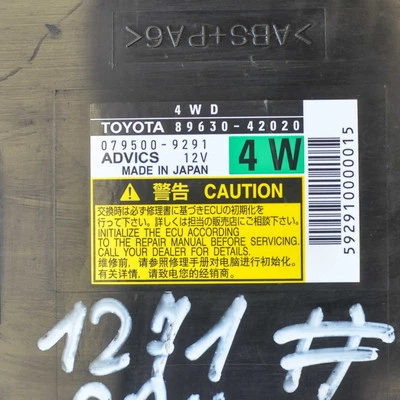 >ABS+PA6<
4WD
TOYOTA 89630-42020
079500-9291
ADVICS 12V
MADE IN JAPAN
4W
592910000015
警告 CAUTION
交換時は必ず修理書に基づきECUの初期化を
行って下さい。詳しくは担当の販売店にご相談下さい。
INITIALIZE THE ECU ACCORDING
TO THE REPAIR MANUAL BEFORE SERVICING.
CALL YOUR DEALER FOR DETAILS.
维修前，请参照修理手册对电脑进行初始化。
有关详情，请致电您的经销商。
1271 #